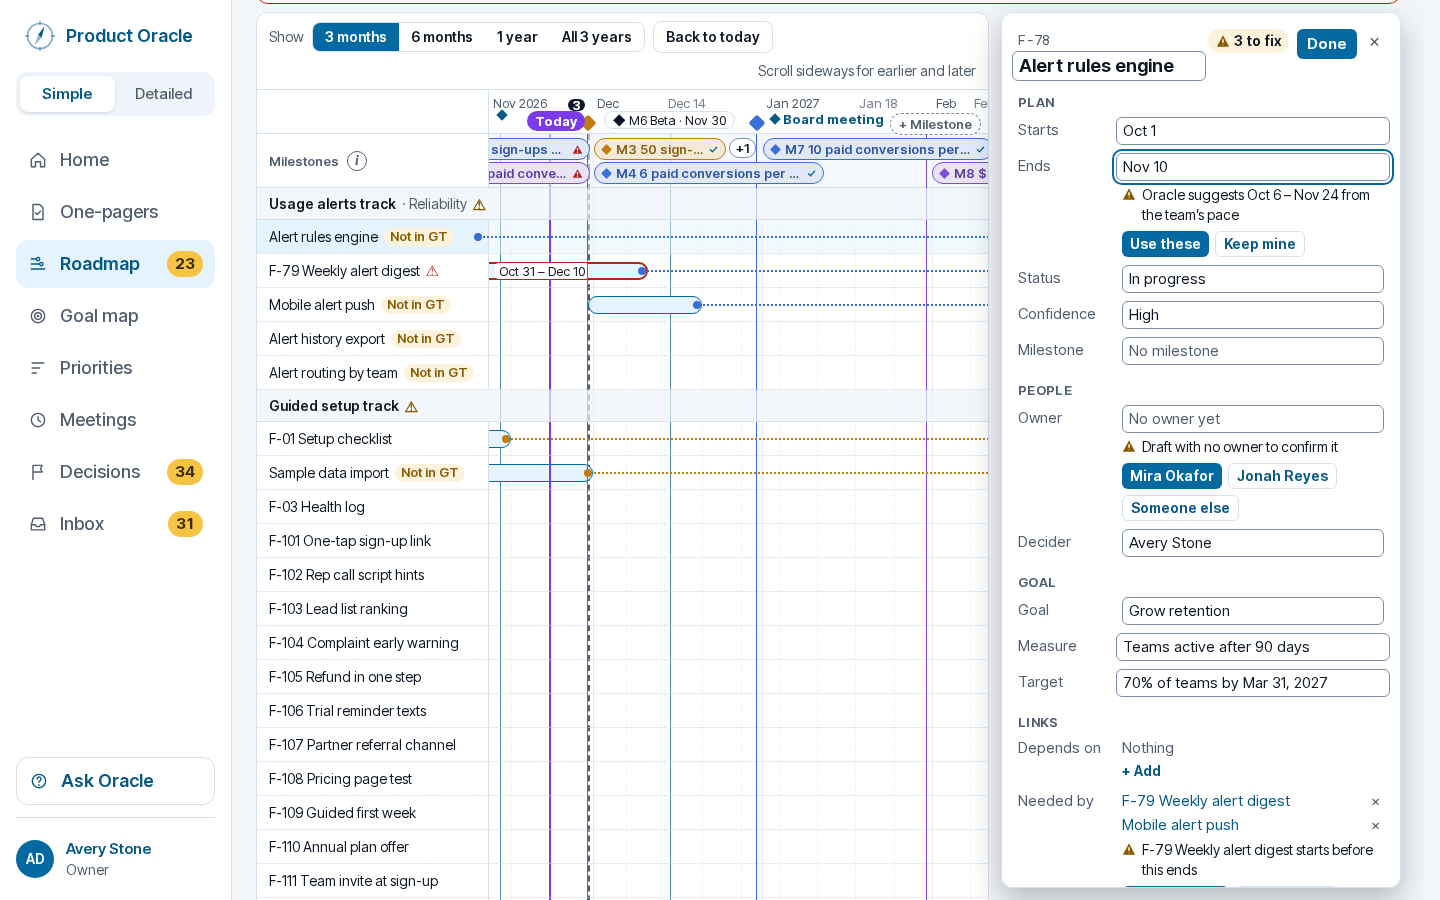 Product Oracle
Simple
Detailed
Home
One-pagers
Roadmap
23
Goal map
Priorities
Meetings
Decisions
34
Inbox
31
Ask Oracle
AD
Avery Stone
Owner
Show
3 months
6 months
1 year
All 3 years
Back to today
Scroll sideways for earlier and later
Nov 2026
3
Dec
Dec 14
Jan 2027
Jan 18
Feb
Fe
Today
M6 Beta · Nov 30
Board meeting
+ Milestone
Milestones
i
sign-ups ...
M3 50 sign-...
+1
M7 10 paid conversions per...
paid conve...
M4 6 paid conversions per ...
M8 $
Usage alerts track · Reliability
Alert rules engine
Not in GT
F-79 Weekly alert digest
Oct 31 – Dec 10
Mobile alert push
Not in GT
Alert history export
Not in GT
Alert routing by team
Not in GT
Guided setup track
F-01 Setup checklist
Sample data import
Not in GT
F-03 Health log
F-101 One-tap sign-up link
F-102 Rep call script hints
F-103 Lead list ranking
F-104 Complaint early warning
F-105 Refund in one step
F-106 Trial reminder texts
F-107 Partner referral channel
F-108 Pricing page test
F-109 Guided first week
F-110 Annual plan offer
F-111 Team invite at sign-up
F-78
3 to fix
Done
×
Alert rules engine
PLAN
Starts
Oct 1
Ends
Nov 10
Oracle suggests Oct 6 – Nov 24 from
the team's pace
Use these
Keep mine
Status
In progress
Confidence
High
Milestone
No milestone
PEOPLE
Owner
No owner yet
Draft with no owner to confirm it
Mira Okafor
Jonah Reyes
Someone else
Decider
Avery Stone
GOAL
Goal
Grow retention
Measure
Teams active after 90 days
Target
70% of teams by Mar 31, 2027
LINKS
Depends on
Nothing
+ Add
Needed by
F-79 Weekly alert digest
×
Mobile alert push
×
F-79 Weekly alert digest starts before
this ends